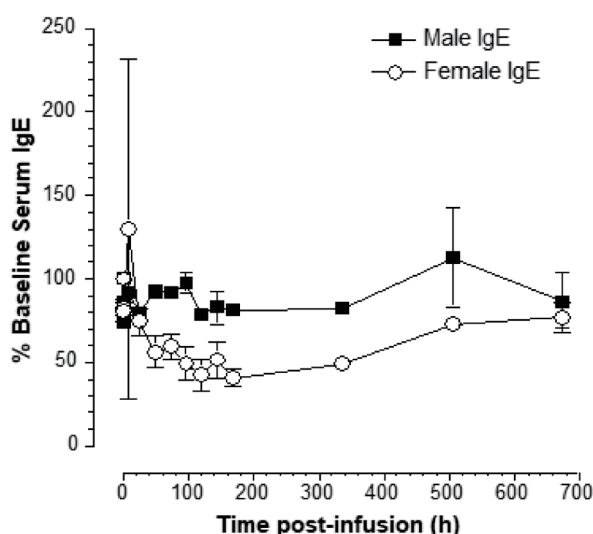 250
Male IgE
Female IgE
200
150
100
50
0
% Baseline Serum IgE
0 100 200 300 400 500 600 700
Time post-infusion (h)